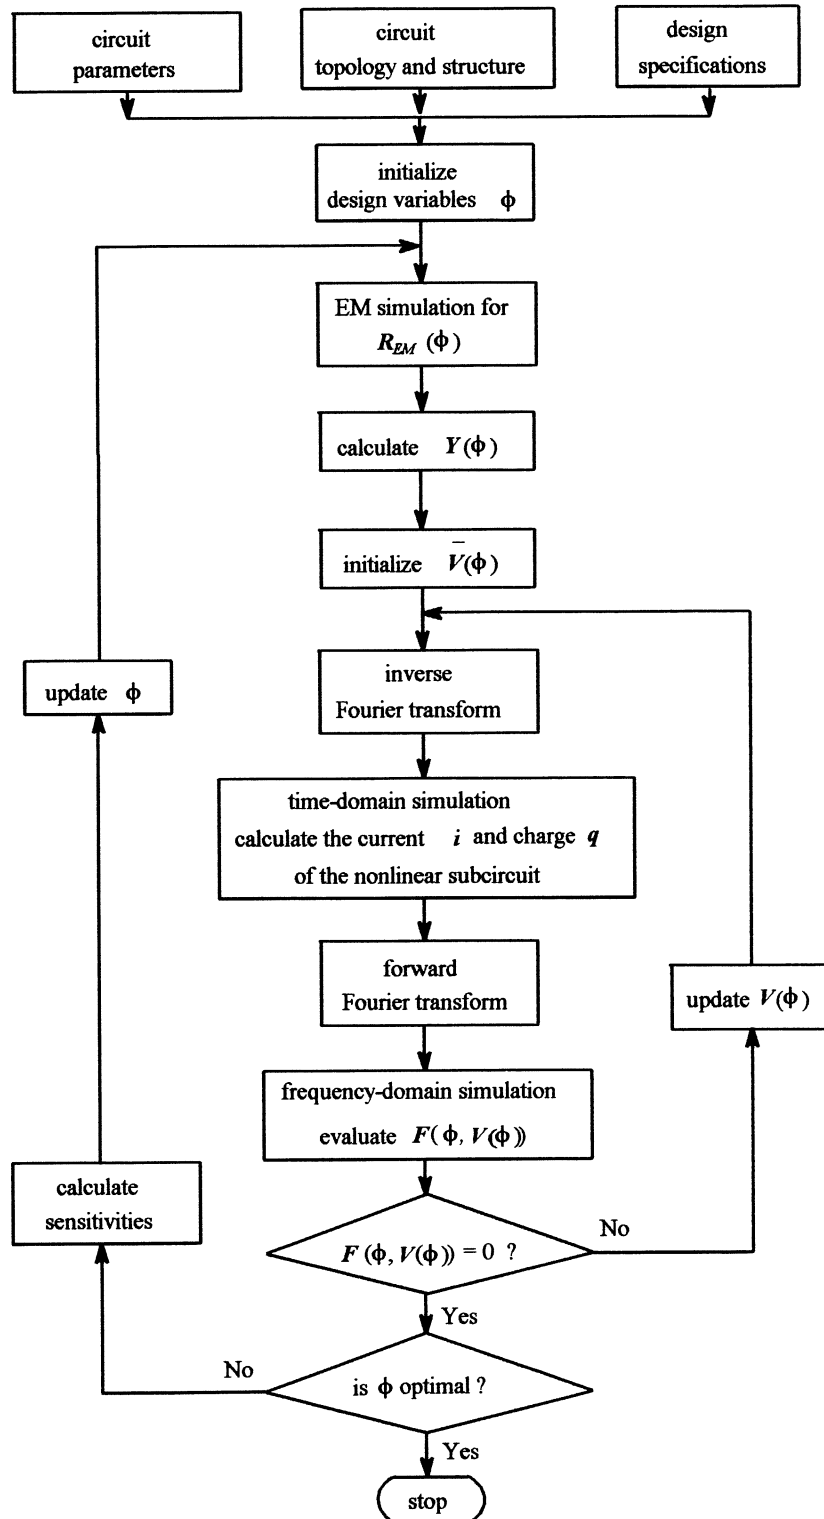 circuit
parameters
circuit
topology and structure
design
specifications
initialize
design variables ϕ
EM simulation for
R_EM (ϕ)
calculate Y(ϕ)
initialize V̄(ϕ)
inverse
Fourier transform
update ϕ
time-domain simulation
calculate the current i and charge q
of the nonlinear subcircuit
forward
Fourier transform
update V(ϕ)
frequency-domain simulation
evaluate F(ϕ, V(ϕ))
calculate
sensitivities
F (ϕ, V(ϕ)) = 0 ?
No
Yes
No
is ϕ optimal ?
Yes
stop